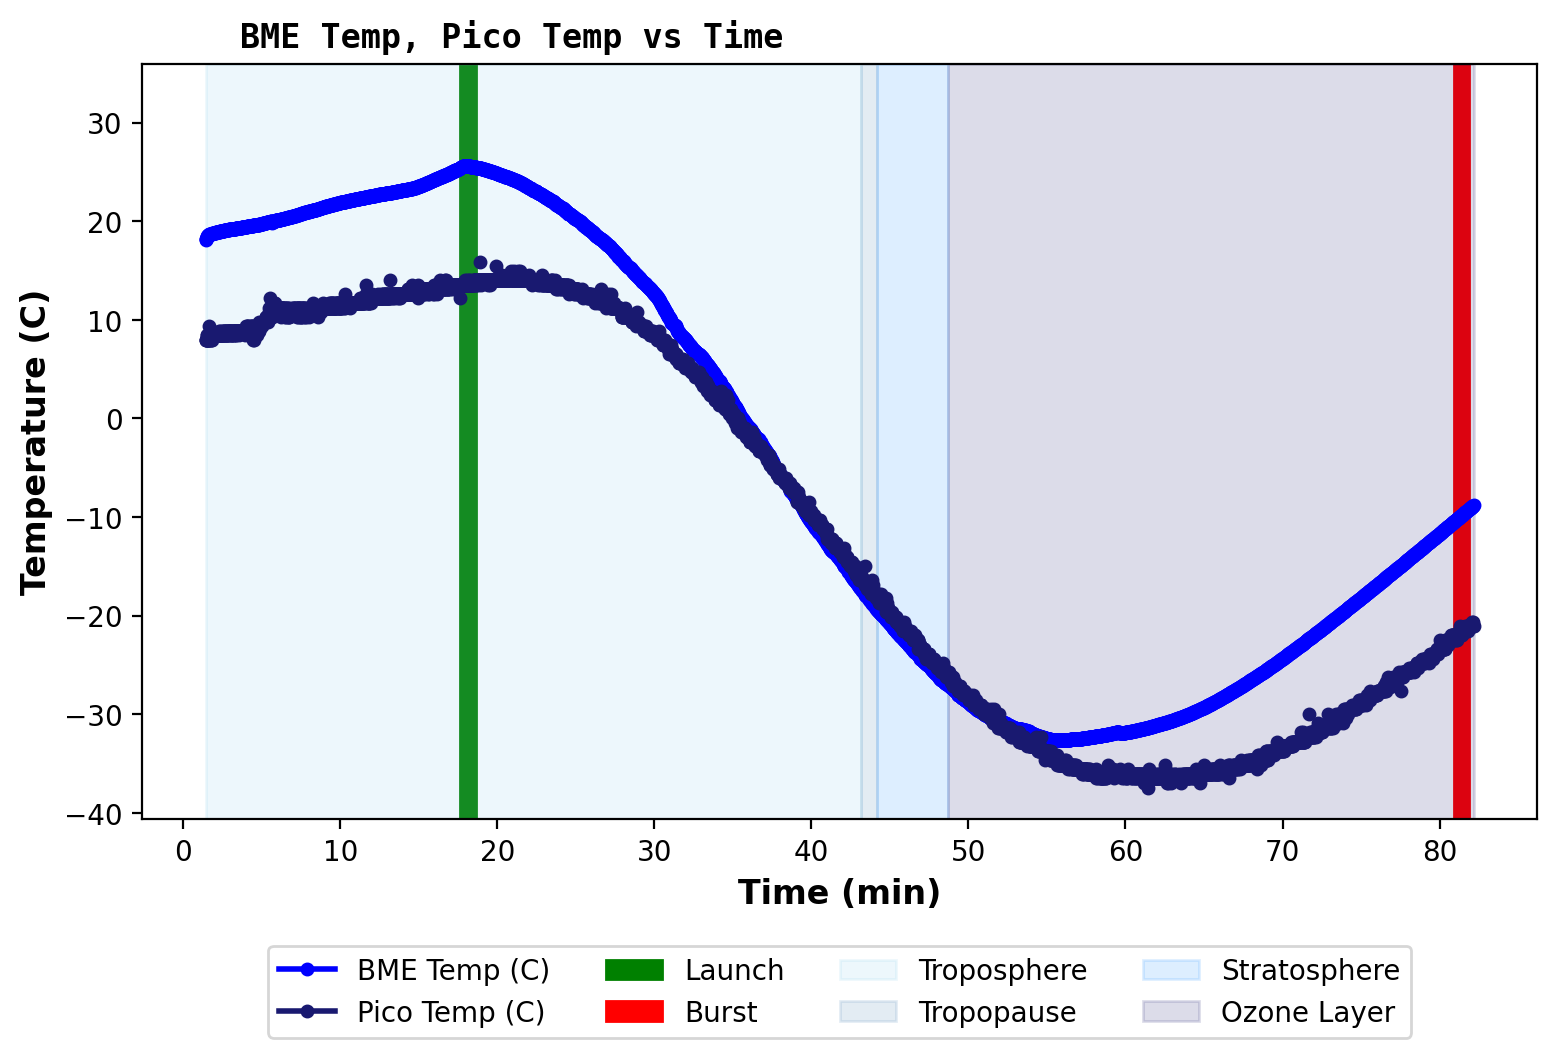 BME Temp, Pico Temp vs Time
Temperature (C)
30
20
10
0
−10
−20
−30
−40
0 10 20 30 40 50 60 70 80
Time (min)
BME Temp (C) Launch Troposphere Stratosphere
Pico Temp (C) Burst Tropopause Ozone Layer